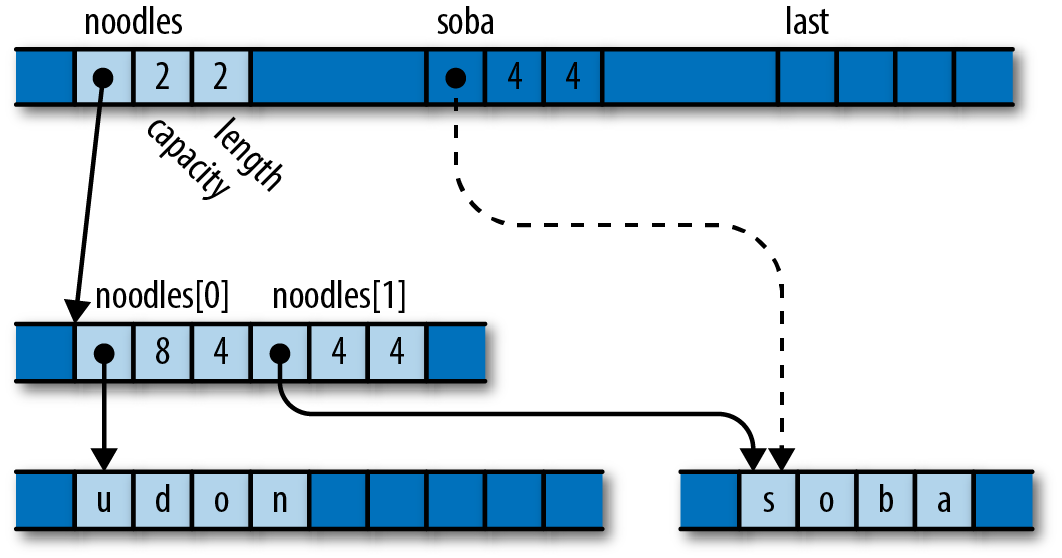 noodles soba last
2 2 4 4
capacity length
noodles[0] noodles[1]
8 4 4 4
u d o n s o b a